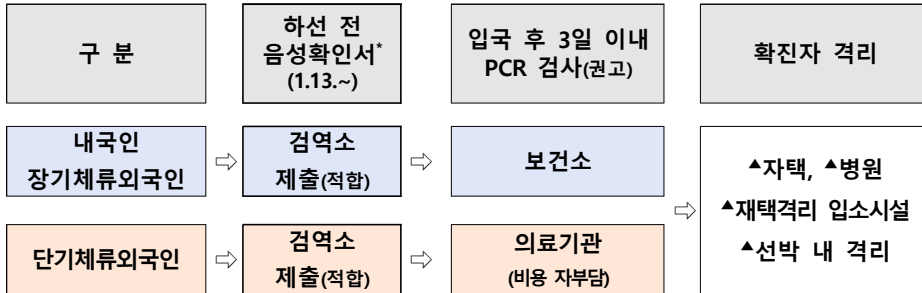 구 분
하선 전
음성확인서*
(1.13.~)
입국 후 3일 이내
PCR 검사(권고)
확진자 격리
내국인
장기체류외국인
⇨
검역소
제출(적합)
⇨
보건소
단기체류외국인
⇨
검역소
제출(적합)
⇨
의료기관
(비용 자부담)
⇨
▲자택, ▲병원
▲재택격리 입소시설
▲선박 내 격리